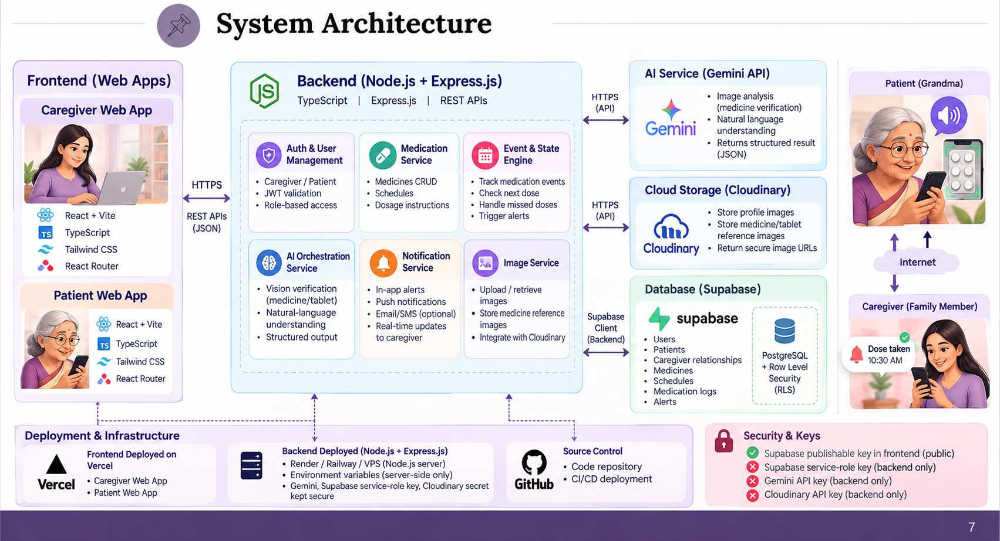 System Architecture
Frontend (Web Apps)
Caregiver Web App
React + Vite
TS
TypeScript
Tailwind CSS
React Router
Patient Web App
React + Vite
TS
TypeScript
Tailwind CSS
React Router
HTTPS
REST APIs
(JSON)
JS
Backend (Node.js + Express.js)
TypeScript | Express.js | REST APIs
Auth & User
Management
• Caregiver / Patient
• JWT validation
• Role-based access
Medication
Service
• Medicines CRUD
• Schedules
• Dosage instructions
Event & State
Engine
• Track medication events
• Check next dose
• Handle missed doses
• Trigger alerts
AI Orchestration
Service
• Vision verification
(medicine/tablet)
• Natural-language
understanding
• Structured output
Notification
Service
• In-app alerts
• Push notifications
• Email/SMS (optional)
• Real-time updates
to caregiver
Image Service
• Upload / retrieve
images
• Store medicine reference
images
• Integrate with Cloudinary
HTTPS
(API)
HTTPS
(API)
Supabase
Client
(Backend)
AI Service (Gemini API)
Gemini
• Image analysis
(medicine verification)
• Natural language
understanding
• Returns structured result
(JSON)
Cloud Storage (Cloudinary)
Cloudinary
• Store profile images
• Store medicine/tablet
reference images
• Return secure image URLs
Database (Supabase)
supabase
• Users
• Patients
• Caregiver relationships
• Medicines
• Schedules
• Medication logs
• Alerts
PostgreSQL
+ Row Level
Security
(RLS)
Patient (Grandma)
Internet
Caregiver (Family Member)
Dose taken
10:30 AM
Deployment & Infrastructure
Vercel
Frontend Deployed on
Vercel
• Caregiver Web App
• Patient Web App
Backend Deployed (Node.js + Express.js)
• Render / Railway / VPS (Node.js server)
• Environment variables (server-side only)
• Gemini, Supabase service-role key, Cloudinary secret
kept secure
GitHub
Source Control
• Code repository
• CI/CD deployment
Security & Keys
Supabase publishable key in frontend (public)
Supabase service-role key (backend only)
Gemini API key (backend only)
Cloudinary API key (backend only)
7